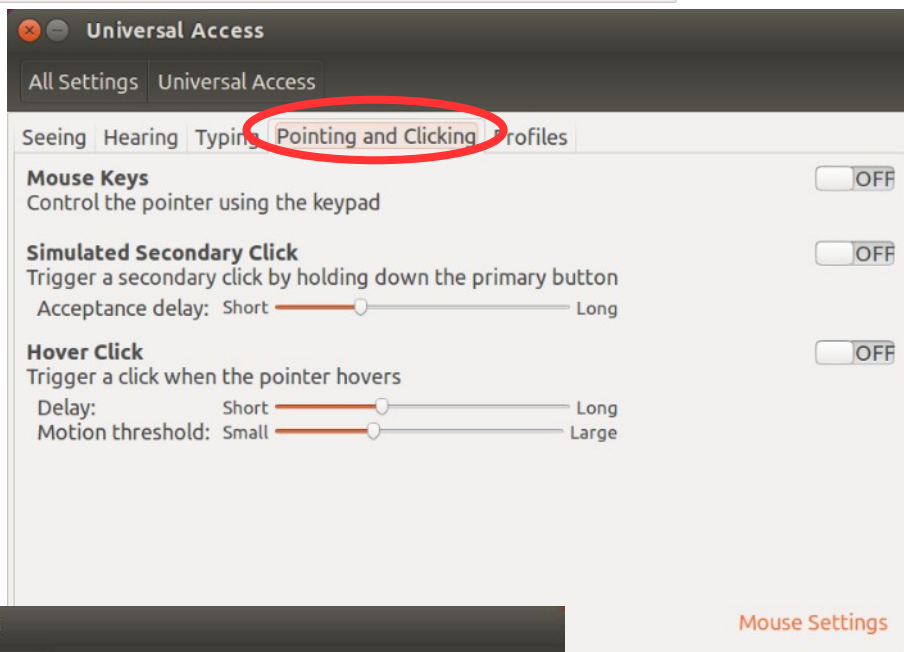 Universal Access
All Settings Universal Access
Seeing Hearing Typing Pointing and Clicking Profiles
Mouse Keys OFF
Control the pointer using the keypad
Simulated Secondary Click OFF
Trigger a secondary click by holding down the primary button
Acceptance delay: Short Long
Hover Click OFF
Trigger a click when the pointer hovers
Delay: Short Long
Motion threshold: Small Large
Mouse Settings